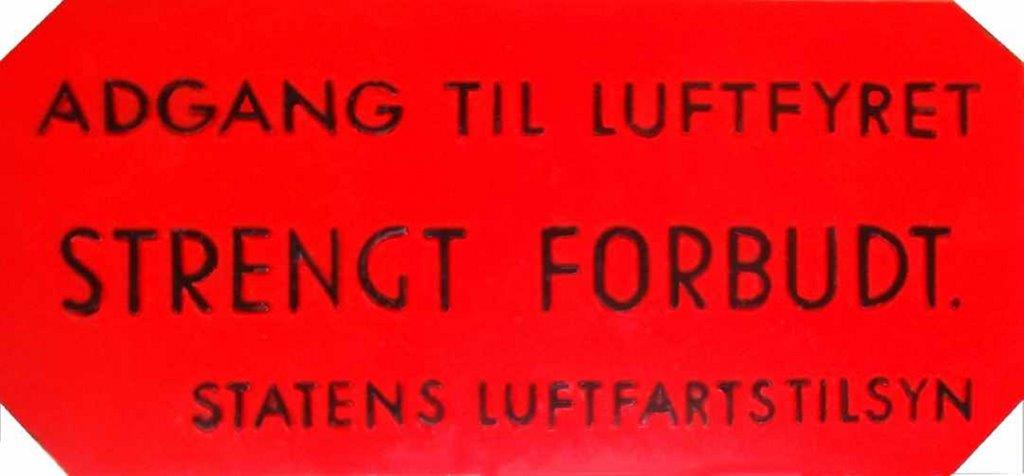 ADGANG TIL LUFTFYRET
STRENGT FORBUDT.
STATENS LUFTFARTSTILSYN